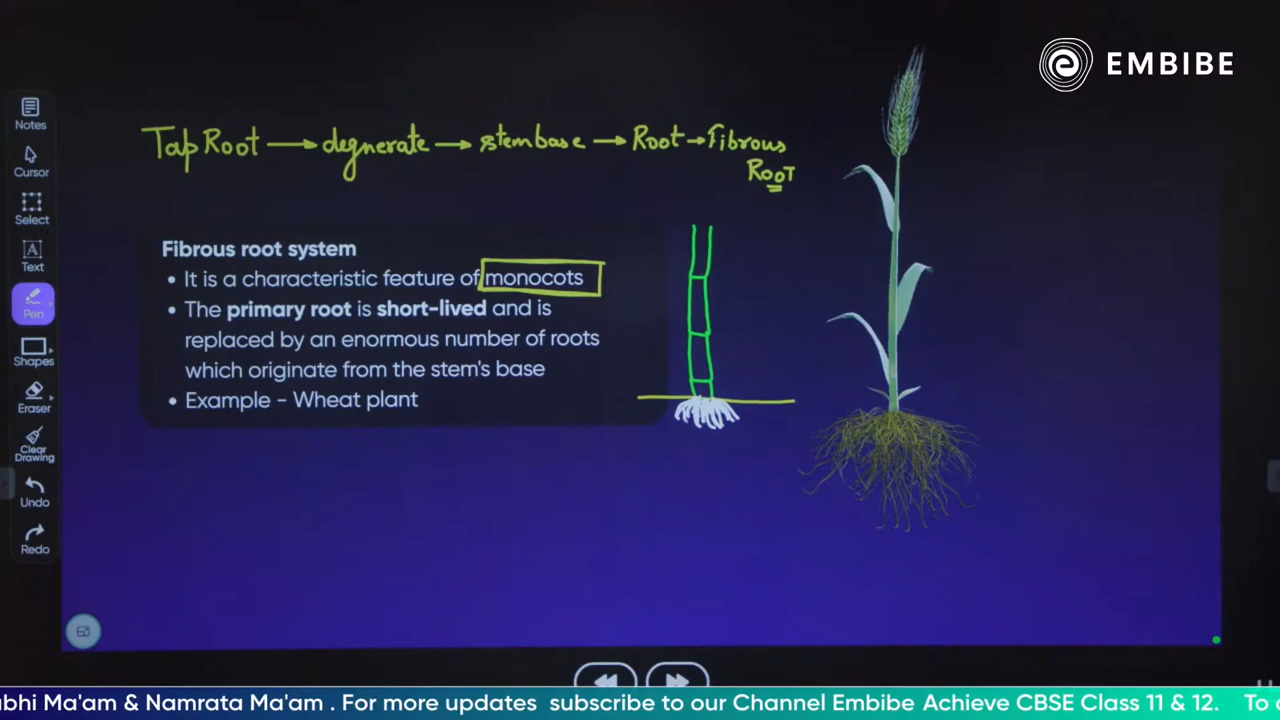 EMBIBE
Notes
Cursor
Select
A
Text
Pen
Shapes
Eraser
Clear
Drawing
Undo
Redo
Tap Root → degnerate → stembase → Root → Fibrous
Root
Fibrous root system
• It is a characteristic feature of monocots
• The primary root is short-lived and is
replaced by an enormous number of roots
which originate from the stem's base
• Example - Wheat plant
abhi Ma'am & Namrata Ma'am . For more updates subscribe to our Channel Embibe Achieve CBSE Class 11 & 12. To